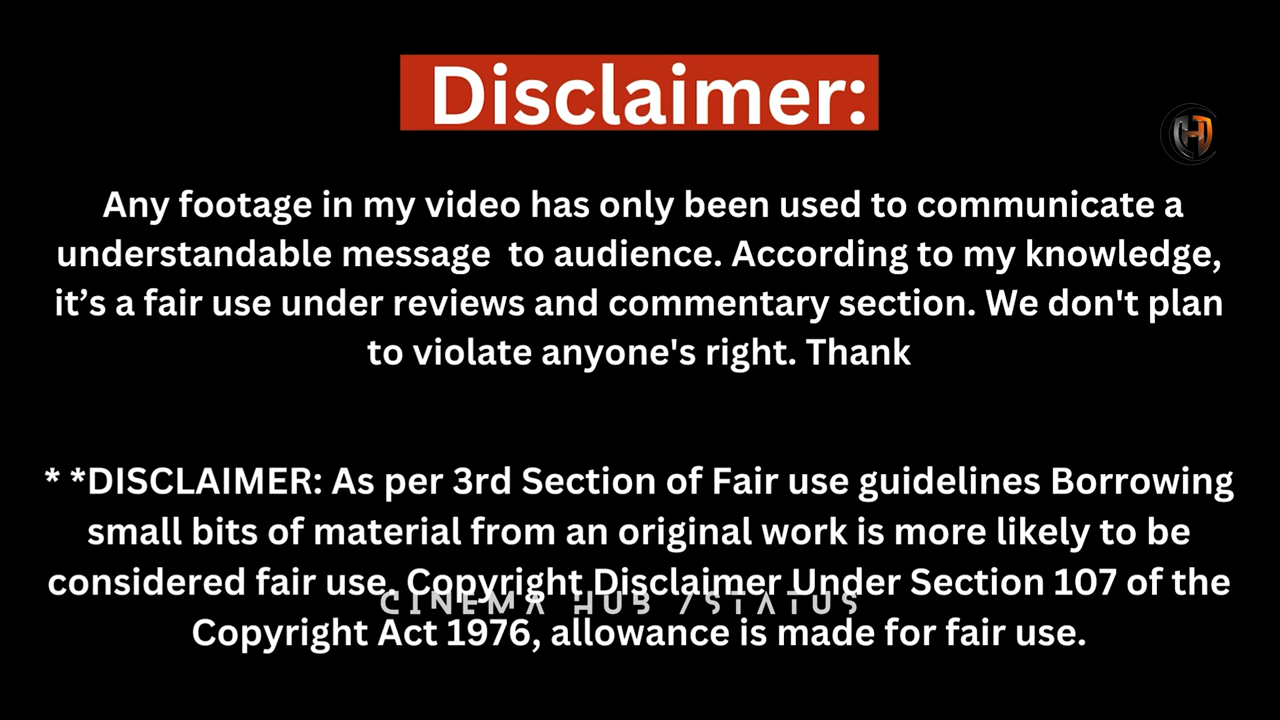 Disclaimer:
Any footage in my video has only been used to communicate a
understandable message to audience. According to my knowledge,
it’s a fair use under reviews and commentary section. We don't plan
to violate anyone's right. Thank
* *DISCLAIMER: As per 3rd Section of Fair use guidelines Borrowing
small bits of material from an original work is more likely to be
considered fair use. Copyright Disclaimer Under Section 107 of the
CINEMA HUB /STATUS
Copyright Act 1976, allowance is made for fair use.